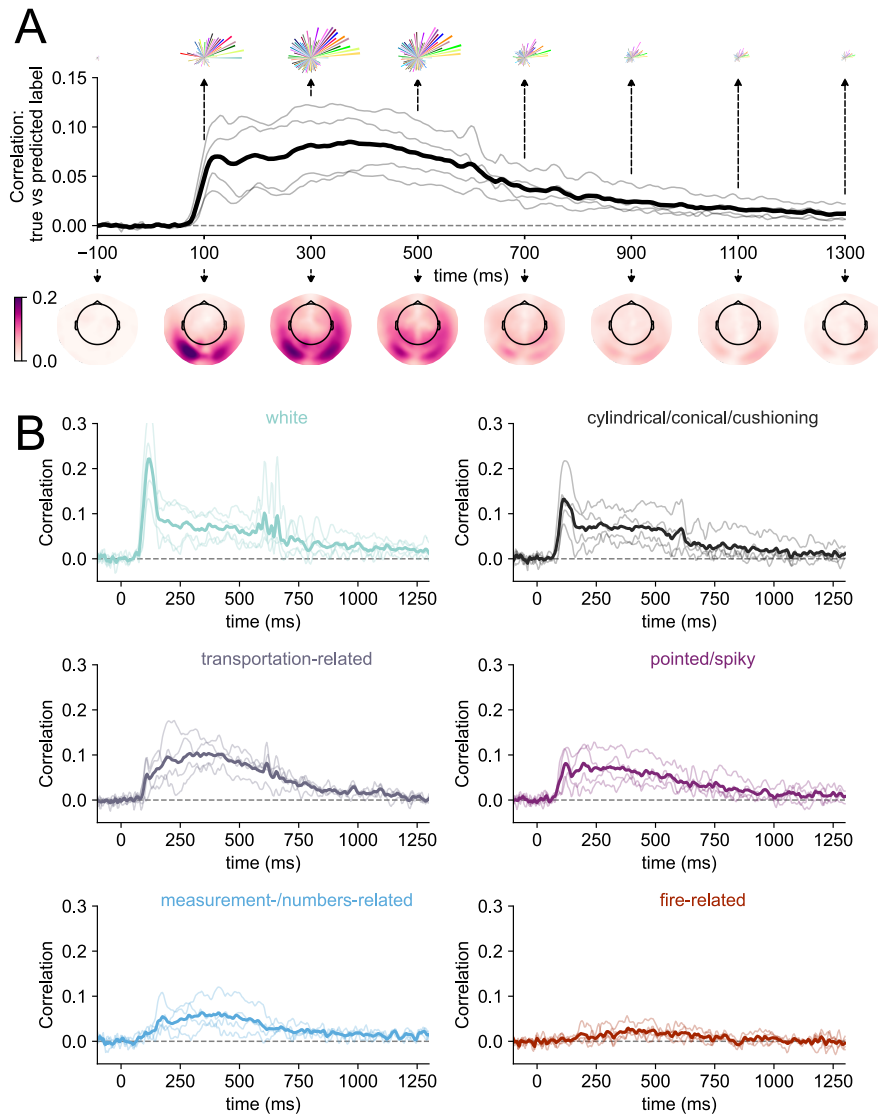 A
Correlation:
true vs predicted label
0.15
0.10
0.05
0.00
−100 100 300 500 700 900 1100 1300
time (ms)
0.2
0.0
B
white
Correlation
0.3
0.2
0.1
0.0
0 250 500 750 1000 1250
time (ms)
cylindrical/conical/cushioning
Correlation
0.3
0.2
0.1
0.0
0 250 500 750 1000 1250
time (ms)
transportation-related
Correlation
0.3
0.2
0.1
0.0
0 250 500 750 1000 1250
time (ms)
pointed/spiky
Correlation
0.3
0.2
0.1
0.0
0 250 500 750 1000 1250
time (ms)
measurement-/numbers-related
Correlation
0.3
0.2
0.1
0.0
0 250 500 750 1000 1250
time (ms)
fire-related
Correlation
0.3
0.2
0.1
0.0
0 250 500 750 1000 1250
time (ms)